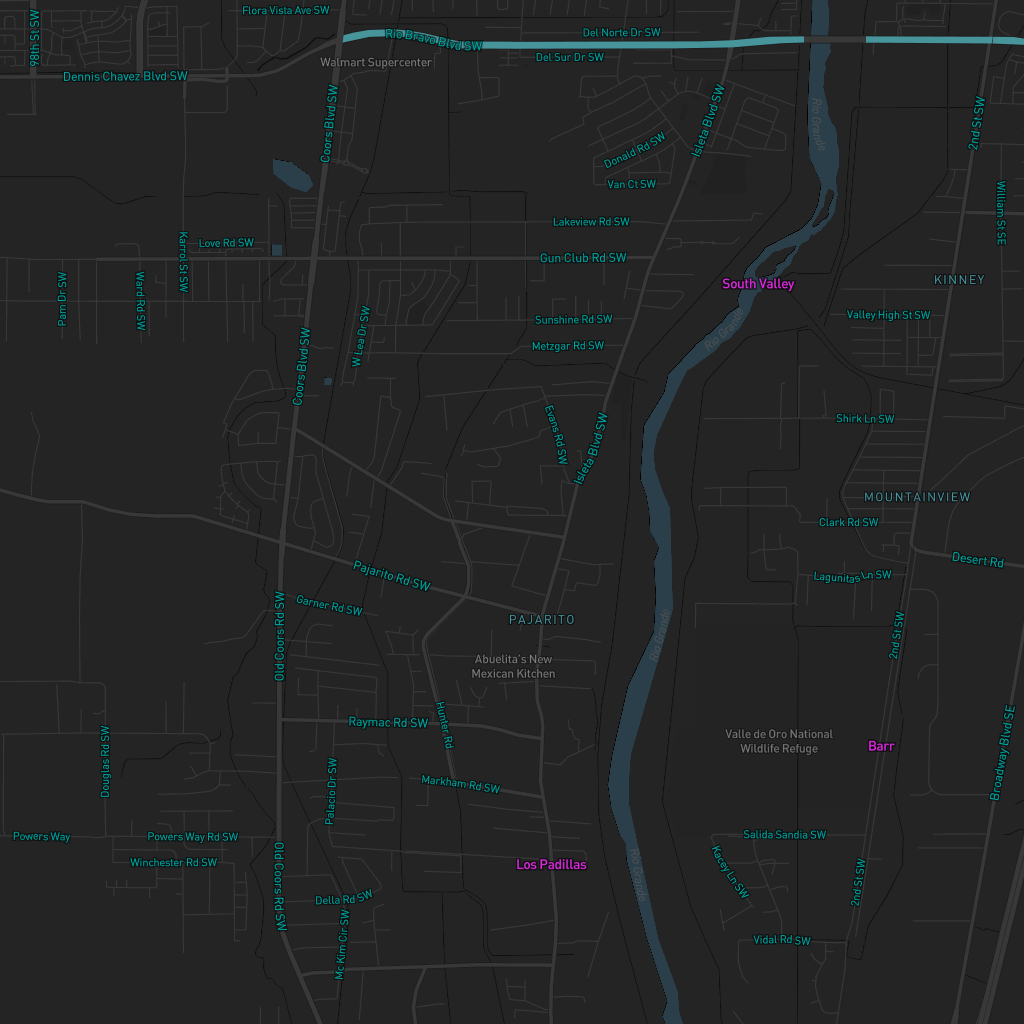 Flora Vista Ave SW
98th St SW
Rio Bravo Blvd SW
Del Norte Dr SW
Del Sur Dr SW
Walmart Supercenter
Dennis Chavez Blvd SW
Coors Blvd SW
Isleta Blvd SW
Rio Grande
2nd St SW
Donald Rd SW
Van Ct SW
William St SE
Lakeview Rd SW
Karrol St SW
Love Rd SW
Gun Club Rd SW
Pam Dr SW
Ward Rd SW
South Valley
KINNEY
Valley High St SW
Sunshine Rd SW
Rio Grande
W Lea Dr SW
Metzgar Rd SW
Coors Blvd SW
Evans Rd SW
Isleta Blvd SW
Shirk Ln SW
MOUNTAINVIEW
Clark Rd SW
Desert Rd
Pajarito Rd SW
Lagunitas Ln SW
Garner Rd SW
PAJARITO
Old Coors Rd SW
Rio Grande
2nd St SW
Abuelita's New
Mexican Kitchen
Hunter Rd
Raymac Rd SW
Valle de Oro National
Wildlife Refuge
Barr
Broadway Blvd SE
Douglas Rd SW
Palacio Dr SW
Markham Rd SW
Powers Way
Powers Way Rd SW
Salida Sandia SW
Winchester Rd SW
Los Padillas
Kacey Ln SW
Rio Grande
2nd St SW
Old Coors Rd SW
Della Rd SW
Mc Kim Cir SW
Vidal Rd SW